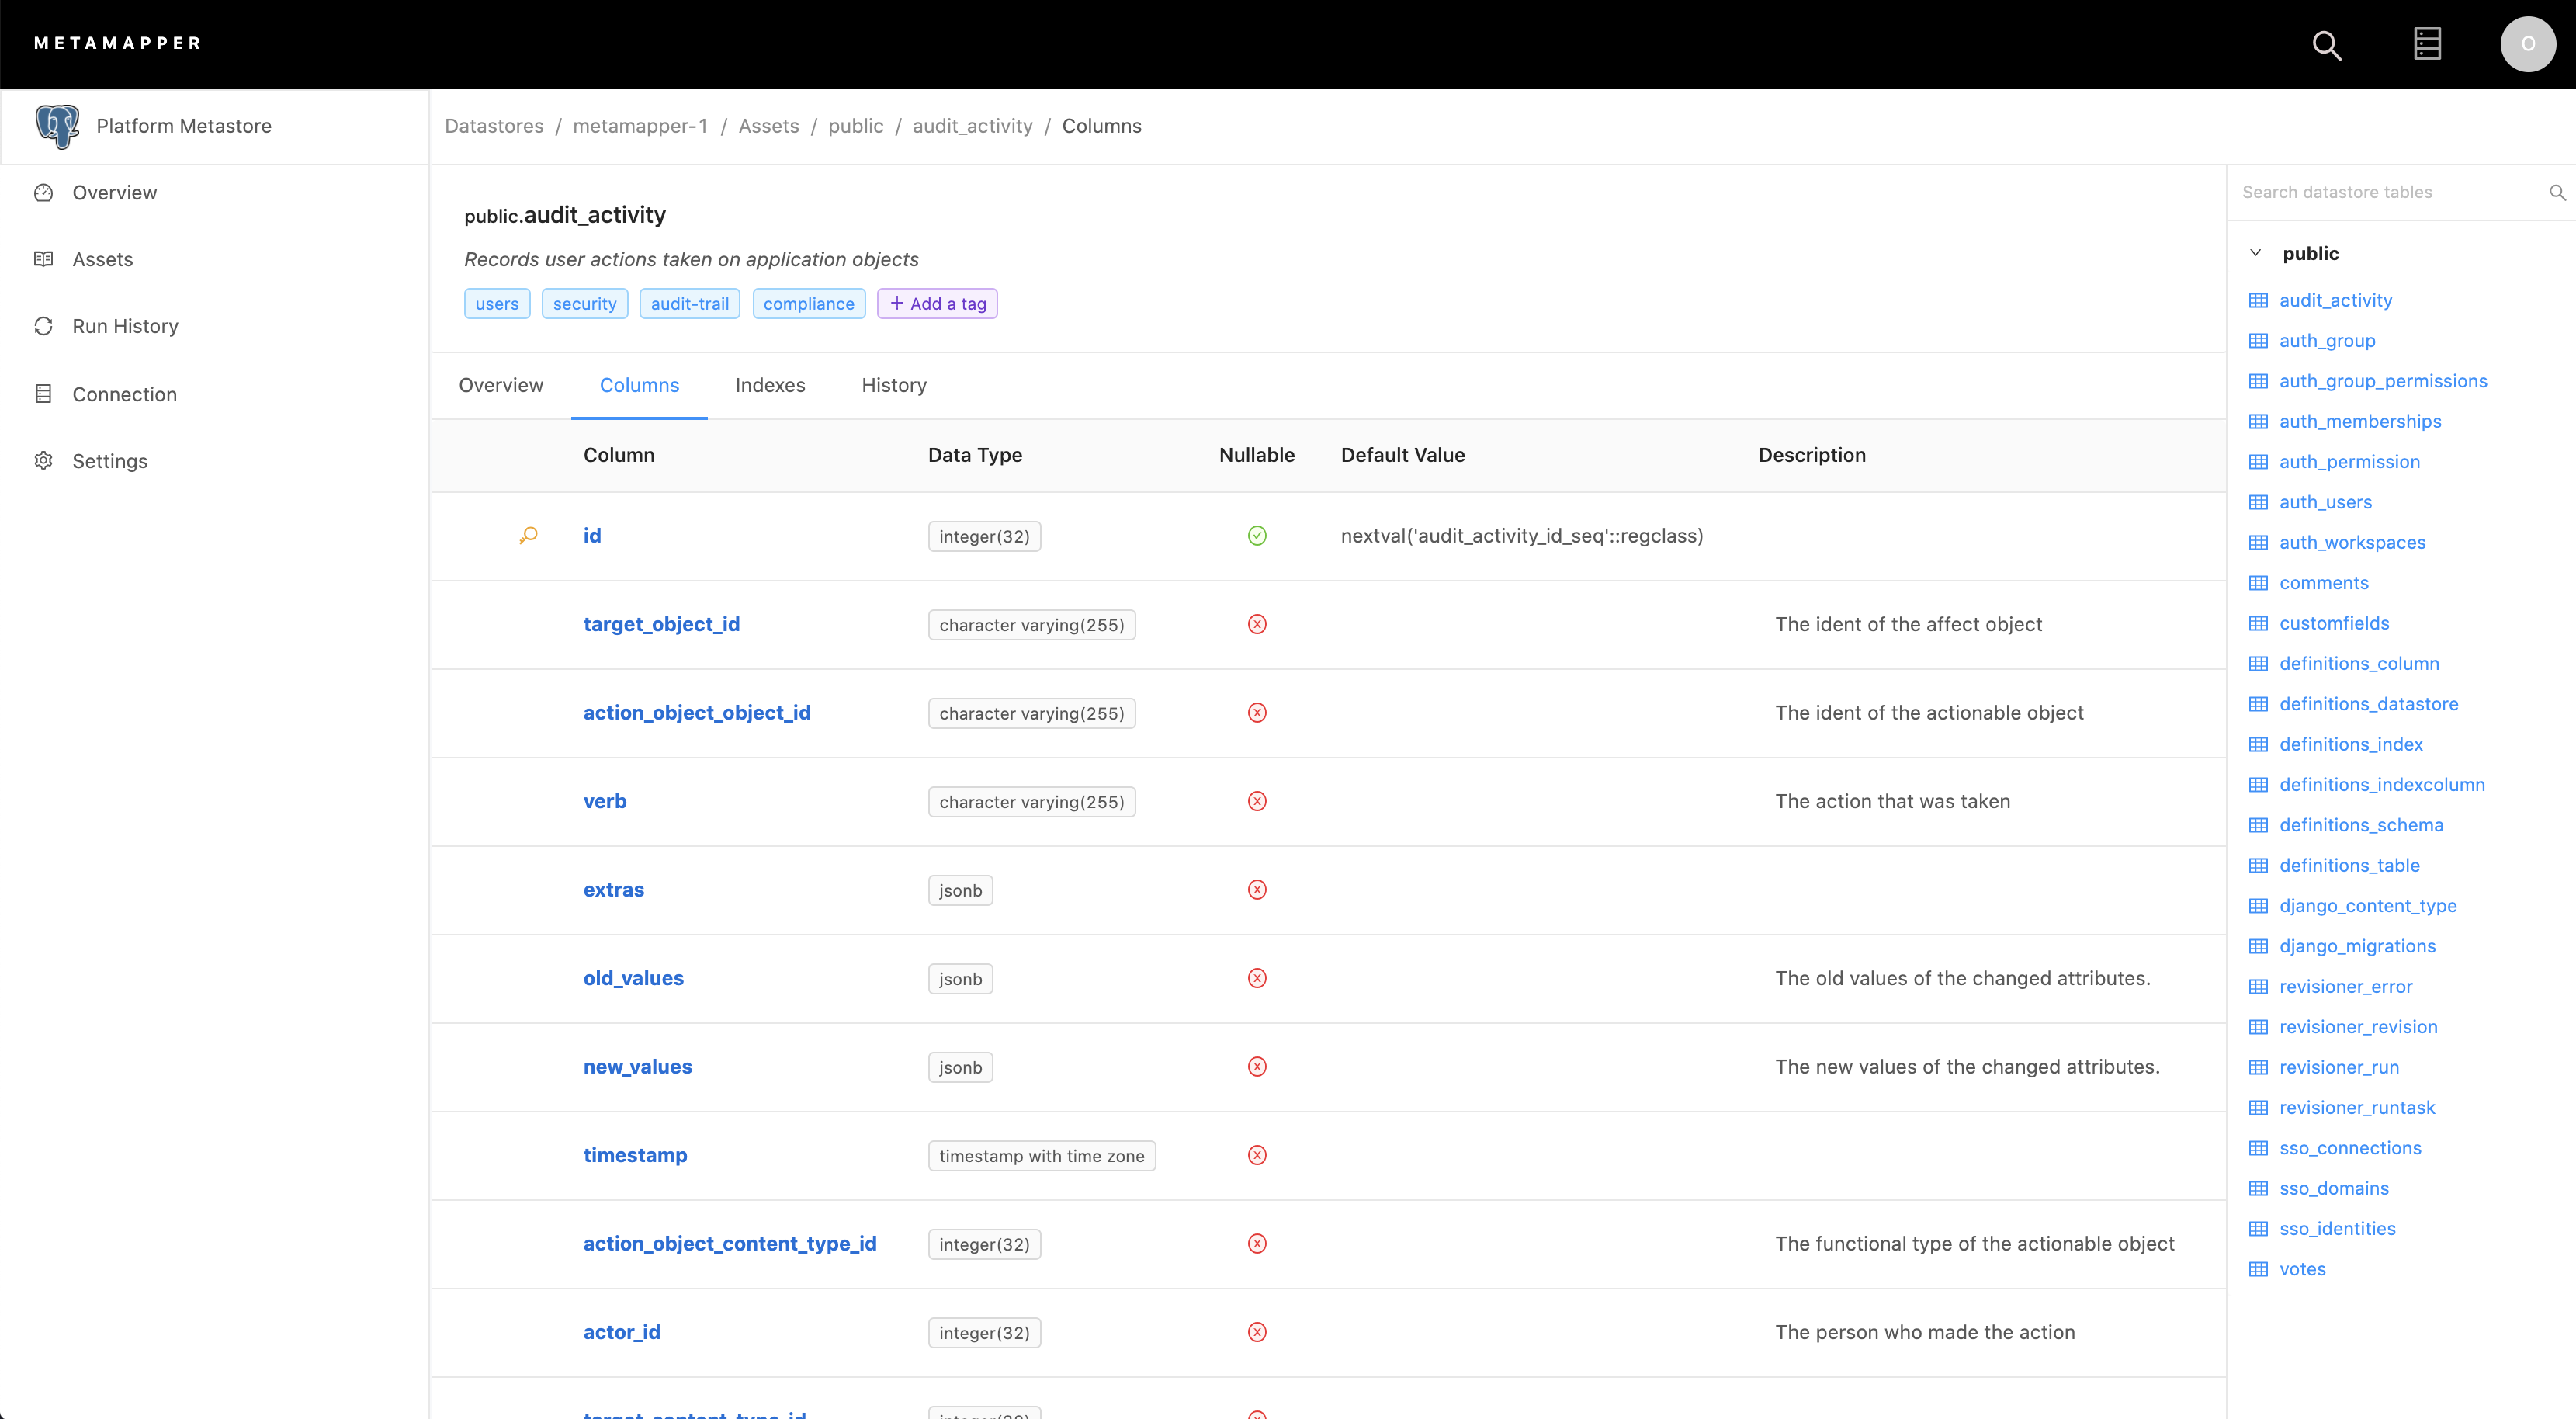 METAMAPPER
O
Platform Metastore
Datastores / metamapper-1 / Assets / public / audit_activity / Columns
Overview
Assets
Run History
Connection
Settings
public.audit_activity
Records user actions taken on application objects
users security audit-trail compliance + Add a tag
Overview Columns Indexes History
Column Data Type Nullable Default Value Description
id integer(32) nextval('audit_activity_id_seq'::regclass)
target_object_id character varying(255) The ident of the affect object
action_object_object_id character varying(255) The ident of the actionable object
verb character varying(255) The action that was taken
extras jsonb
old_values jsonb The old values of the changed attributes.
new_values jsonb The new values of the changed attributes.
timestamp timestamp with time zone
action_object_content_type_id integer(32) The functional type of the actionable object
actor_id integer(32) The person who made the action
target_content_type_id integer(32)
Search datastore tables
public
audit_activity
auth_group
auth_group_permissions
auth_memberships
auth_permission
auth_users
auth_workspaces
comments
customfields
definitions_column
definitions_datastore
definitions_index
definitions_indexcolumn
definitions_schema
definitions_table
django_content_type
django_migrations
revisioner_error
revisioner_revision
revisioner_run
revisioner_runtask
sso_connections
sso_domains
sso_identities
votes